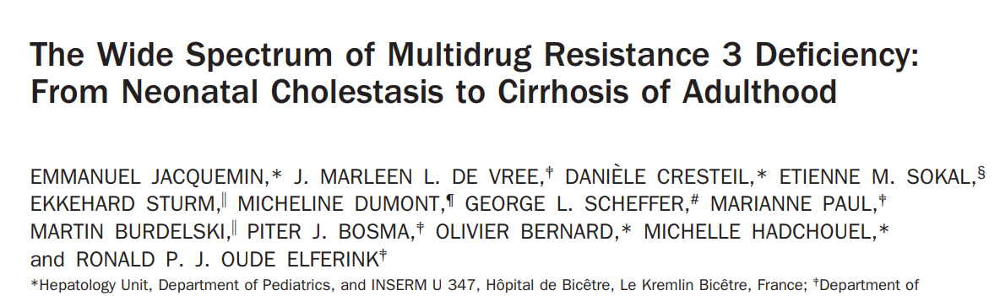 The Wide Spectrum of Multidrug Resistance 3 Deficiency:
From Neonatal Cholestasis to Cirrhosis of Adulthood
EMMANUEL JACQUEMIN,* J. MARLEEN L. DE VREE,‡ DANIÈLE CRESTEIL,* ETIENNE M. SOKAL,§
EKKEHARD STURM,∥ MICHELINE DUMONT,¶ GEORGE L. SCHEFFER,# MARIANNE PAUL,‡
MARTIN BURDELSKI,∥ PITER J. BOSMA,‡ OLIVIER BERNARD,* MICHELLE HADCHOUEL,*
and RONALD P. J. OUDE ELFERINK‡
*Hepatology Unit, Department of Pediatrics, and INSERM U 347, Hôpital de Bicêtre, Le Kremlin Bicêtre, France; ‡Department of